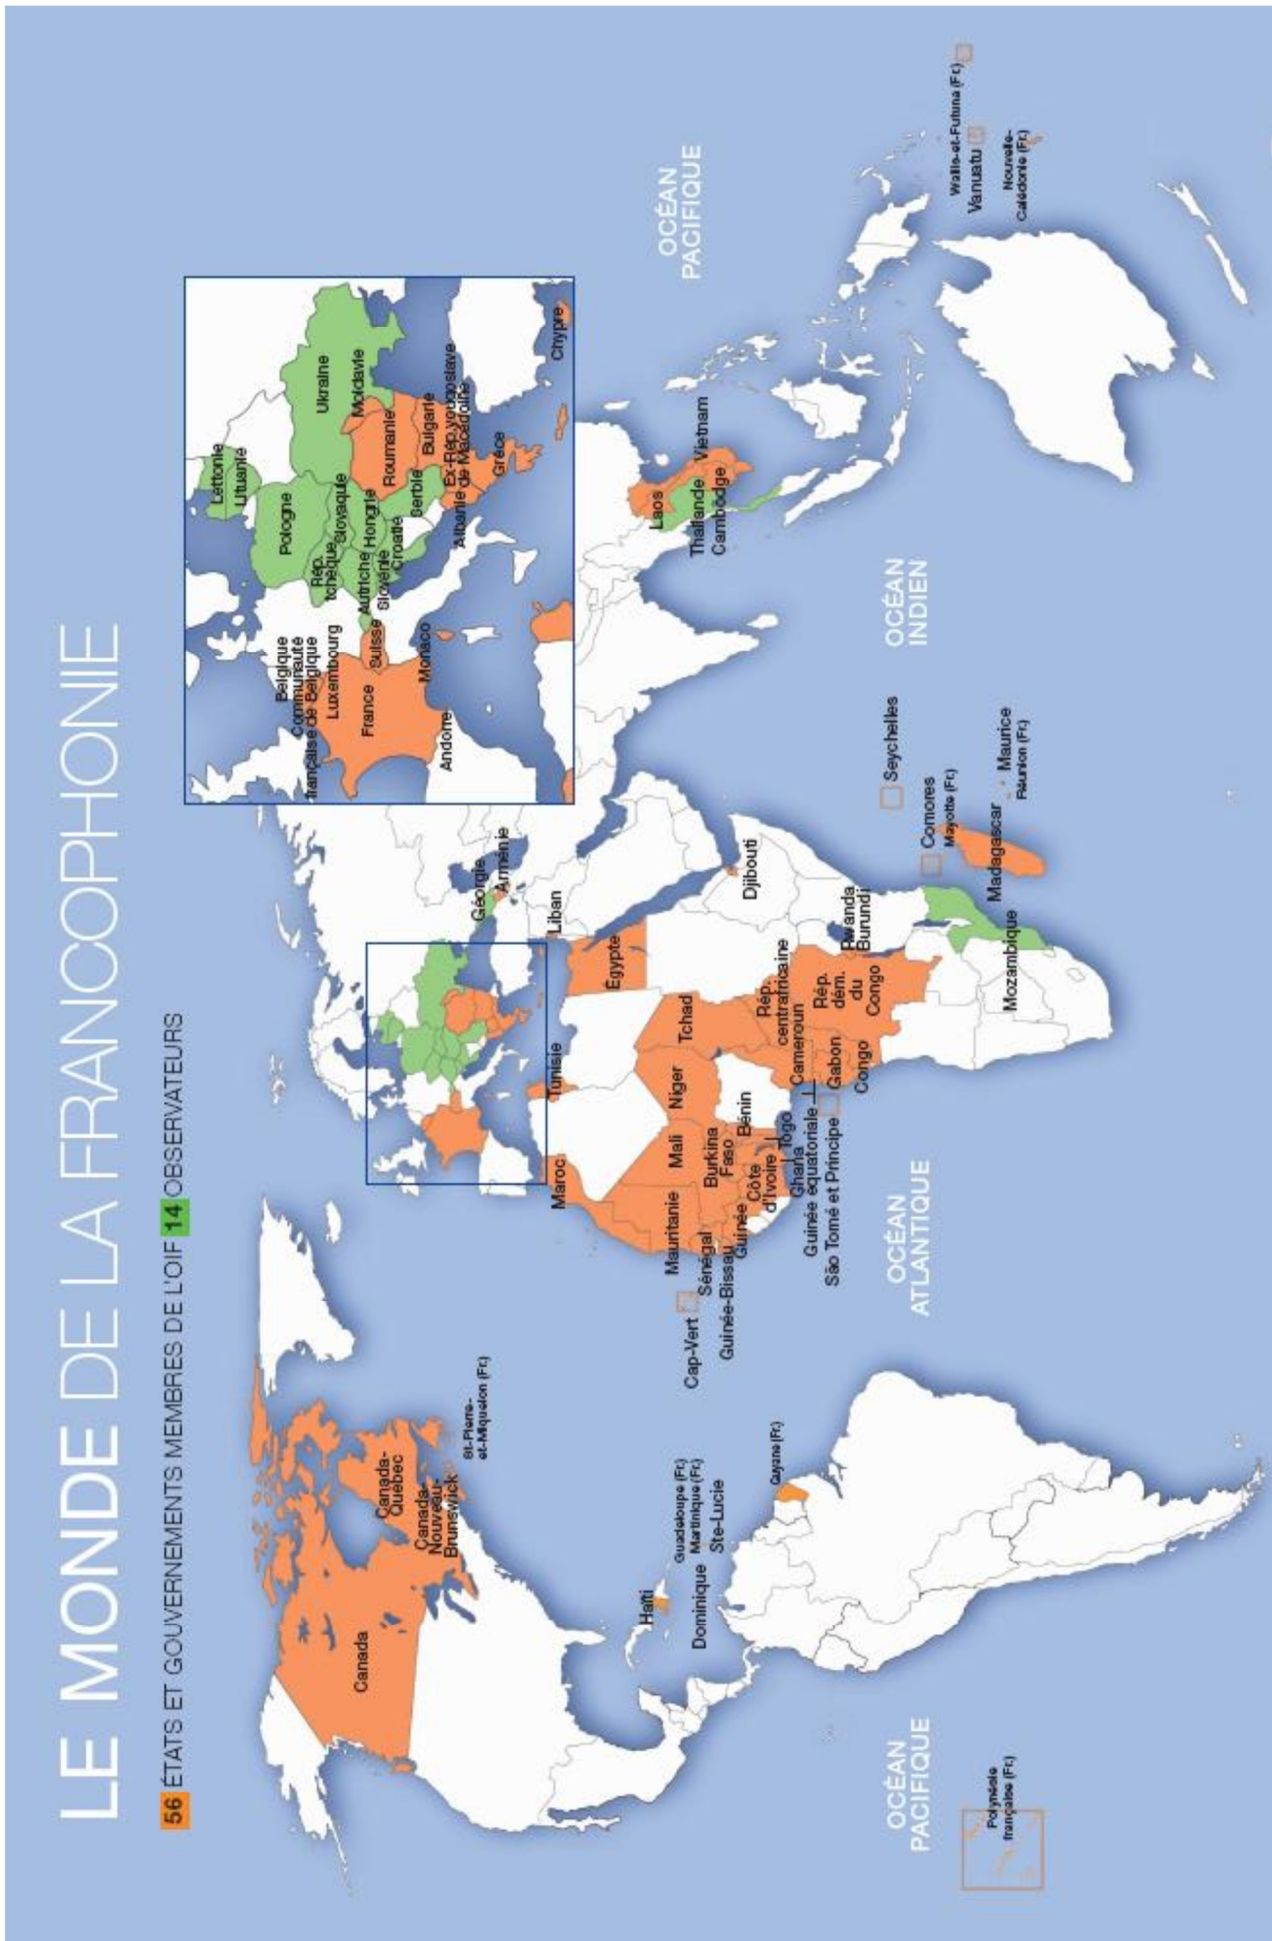 LE MONDE DE LA FRANCOPHONIE
56 ÉTATS ET GOUVERNEMENTS MEMBRES DE L'OIF 14 OBSERVATEURS
Canada
Canada-
Québec
Canada-
Nouveau-
Brunswick
St-Pierre-
et-Miquelon (Fr.)
Haïti
Guadeloupe (Fr.)
Martinique (Fr.)
Dominique
Ste-Lucie
Guyane (Fr.)
OCÉAN
PACIFIQUE
Polynésie
française (Fr.)
OCÉAN
ATLANTIQUE
Maroc
Tunisie
Egypte
Liban
Géorgie
Arménie
Cap-Vert
Mauritanie
Mali
Niger
Tchad
Sénégal
Guinée-Bissau
Guinée
Burkina
Faso
Côte
d'Ivoire
Bénin
Togo
Ghana
Guinée équatoriale
São Tomé et Príncipe
Cameroun
Rép.
centrafricaine
Gabon
Congo
Rép.
dém.
du
Congo
Rwanda
Burundi
Djibouti
Mozambique
Madagascar
Comores
Mayotte (Fr.)
Seychelles
Maurice
Réunion (Fr.)
OCÉAN
INDIEN
Belgique
Communauté
française de Belgique
Luxembourg
France
Suisse
Monaco
Andorre
Lettonie
Lituanie
Pologne
Rép.
tchèque
Slovaquie
Autriche
Hongrie
Slovénie
Croatie
Serbie
Ukraine
Moldavie
Roumanie
Bulgarie
Ex-Rép.yougoslave
de Macédoine
Albanie
Grèce
Chypre
Laos
Thaïlande
Vietnam
Cambodge
OCÉAN
PACIFIQUE
Wallis-et-Futuna (Fr.)
Vanuatu
Nouvelle-
Calédonie (Fr.)